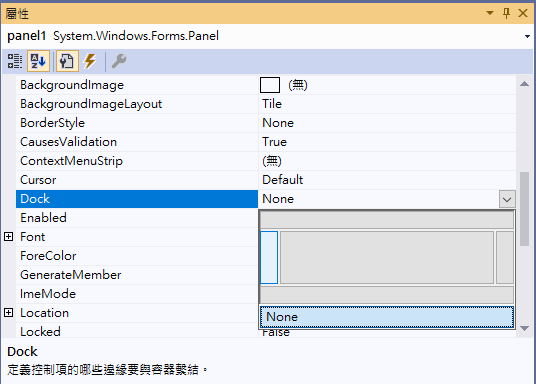 屬性
panel1 System.Windows.Forms.Panel
BackgroundImage (無)
BackgroundImageLayout Tile
BorderStyle None
CausesValidation True
ContextMenuStrip (無)
Cursor Default
Dock None
Enabled
Font
ForeColor
GenerateMember
ImeMode
Location None
Locked False
Dock
定義控制項的哪些邊緣要與容器繫結。